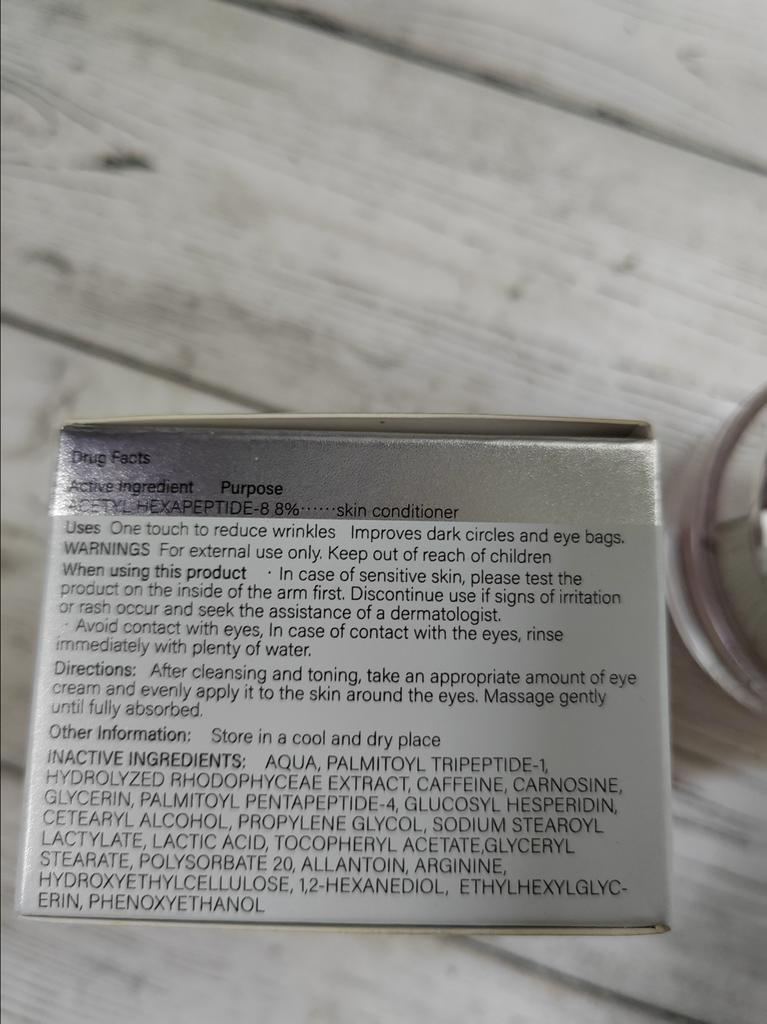 Drug Facts
Active Ingredient Purpose
ACETYL HEXAPEPTIDE-8 8%······skin conditioner
Uses One touch to reduce wrinkles Improves dark circles and eye bags.
WARNINGS For external use only. Keep out of reach of children
When using this product · In case of sensitive skin, please test the
product on the inside of the arm first. Discontinue use if signs of irritation
or rash occur and seek the assistance of a dermatologist.
· Avoid contact with eyes, In case of contact with the eyes, rinse
immediately with plenty of water.
Directions: After cleansing and toning, take an appropriate amount of eye
cream and evenly apply it to the skin around the eyes. Massage gently
until fully absorbed.
Other Information: Store in a cool and dry place
INACTIVE INGREDIENTS: AQUA, PALMITOYL TRIPEPTIDE-1,
HYDROLYZED RHODOPHYCEAE EXTRACT, CAFFEINE, CARNOSINE,
GLYCERIN, PALMITOYL PENTAPEPTIDE-4, GLUCOSYL HESPERIDIN,
CETEARYL ALCOHOL, PROPYLENE GLYCOL, SODIUM STEAROYL
LACTYLATE, LACTIC ACID, TOCOPHERYL ACETATE,GLYCERYL
STEARATE, POLYSORBATE 20, ALLANTOIN, ARGININE,
HYDROXYETHYLCELLULOSE, 1,2-HEXANEDIOL, ETHYLHEXYLGLYC-
ERIN, PHENOXYETHANOL